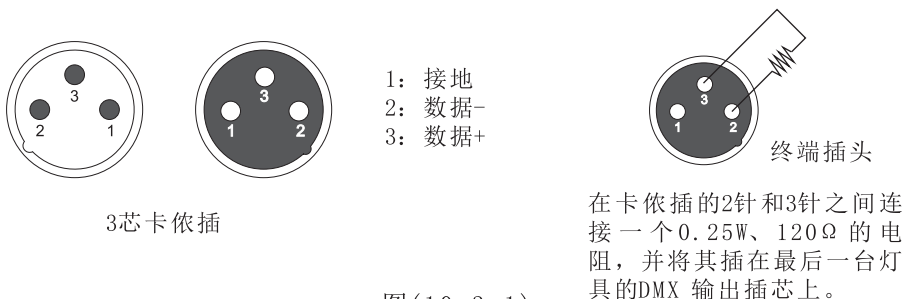 3
2
1
3
1
2
1: 接地
2: 数据-
3: 数据+
3芯卡侬插
3
1
2
终端插头
在卡侬插的2针和3针之间连
接一个0.25W、120Ω的电
阻，并将其插在最后一台灯
具的DMX 输出插芯上。